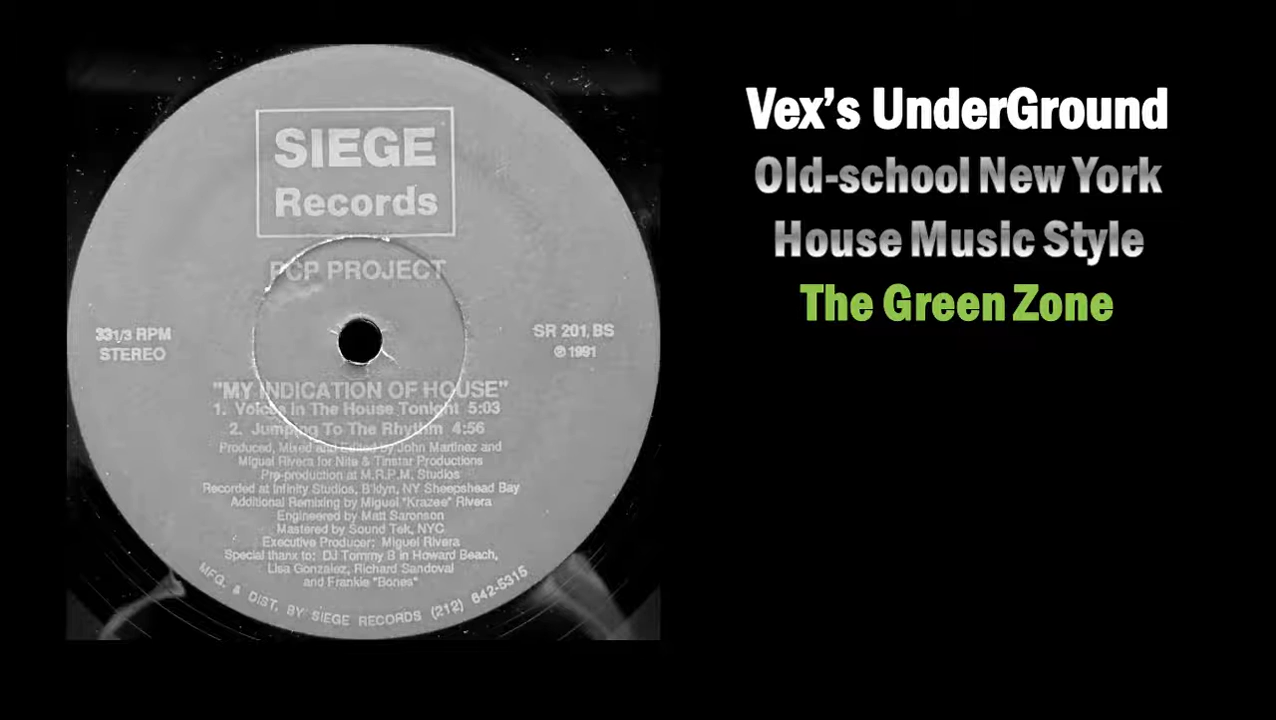 SIEGE
Records
PCP PROJECT
33 1/3 RPM
STEREO
SR 201, BS
℗ 1991
"MY INDICATION OF HOUSE"
1. Voices In The House Tonight 5:03
2. Jumping To The Rhythm 4:56
Produced, Mixed and Edited by John Martinez and
Miguel Rivera for Nite & Tinstar Productions
Pre-production at M.R.P.M. Studios
Recorded at Infinity Studios, B'klyn, NY Sheepshead Bay
Additional Remixing by Miguel "Krazee" Rivera
Engineered by Matt Saronson
Mastered by Sound Tek, NYC
Executive Producer: Miguel Rivera
Special thanx to: DJ Tommy B in Howard Beach,
Lisa Gonzalez, Richard Sandoval
and Frankie "Bones"
MFG. & DIST. BY SIEGE RECORDS (212) 642-5315
Vex's UnderGround
Old-school New York
House Music Style
The Green Zone